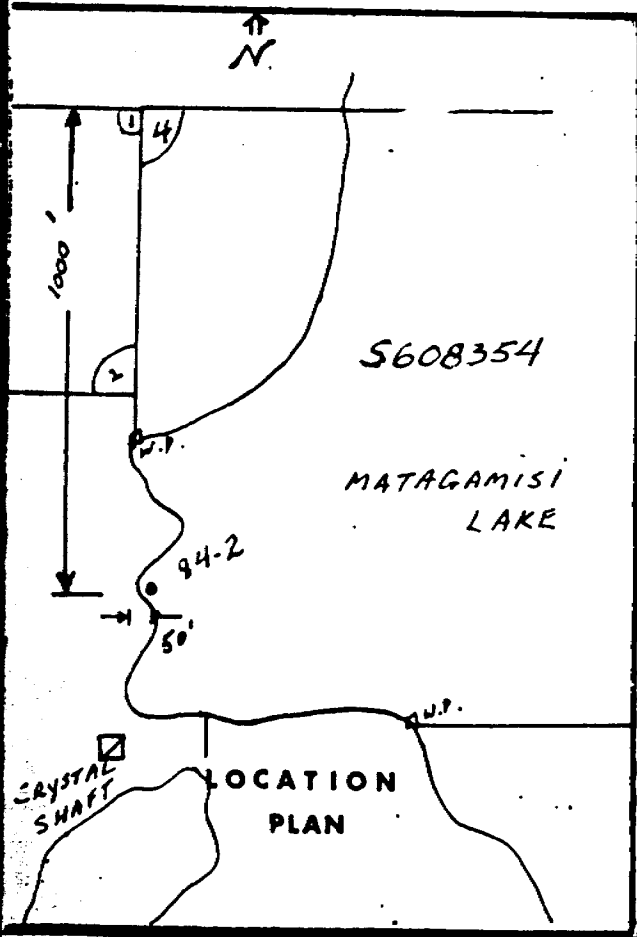 N.
1 4
1000'
S608354
2
W.P.
MATAGAMISI
LAKE
84-2
50'
W.P.
CRYSTAL
SHAFT
LOCATION
PLAN